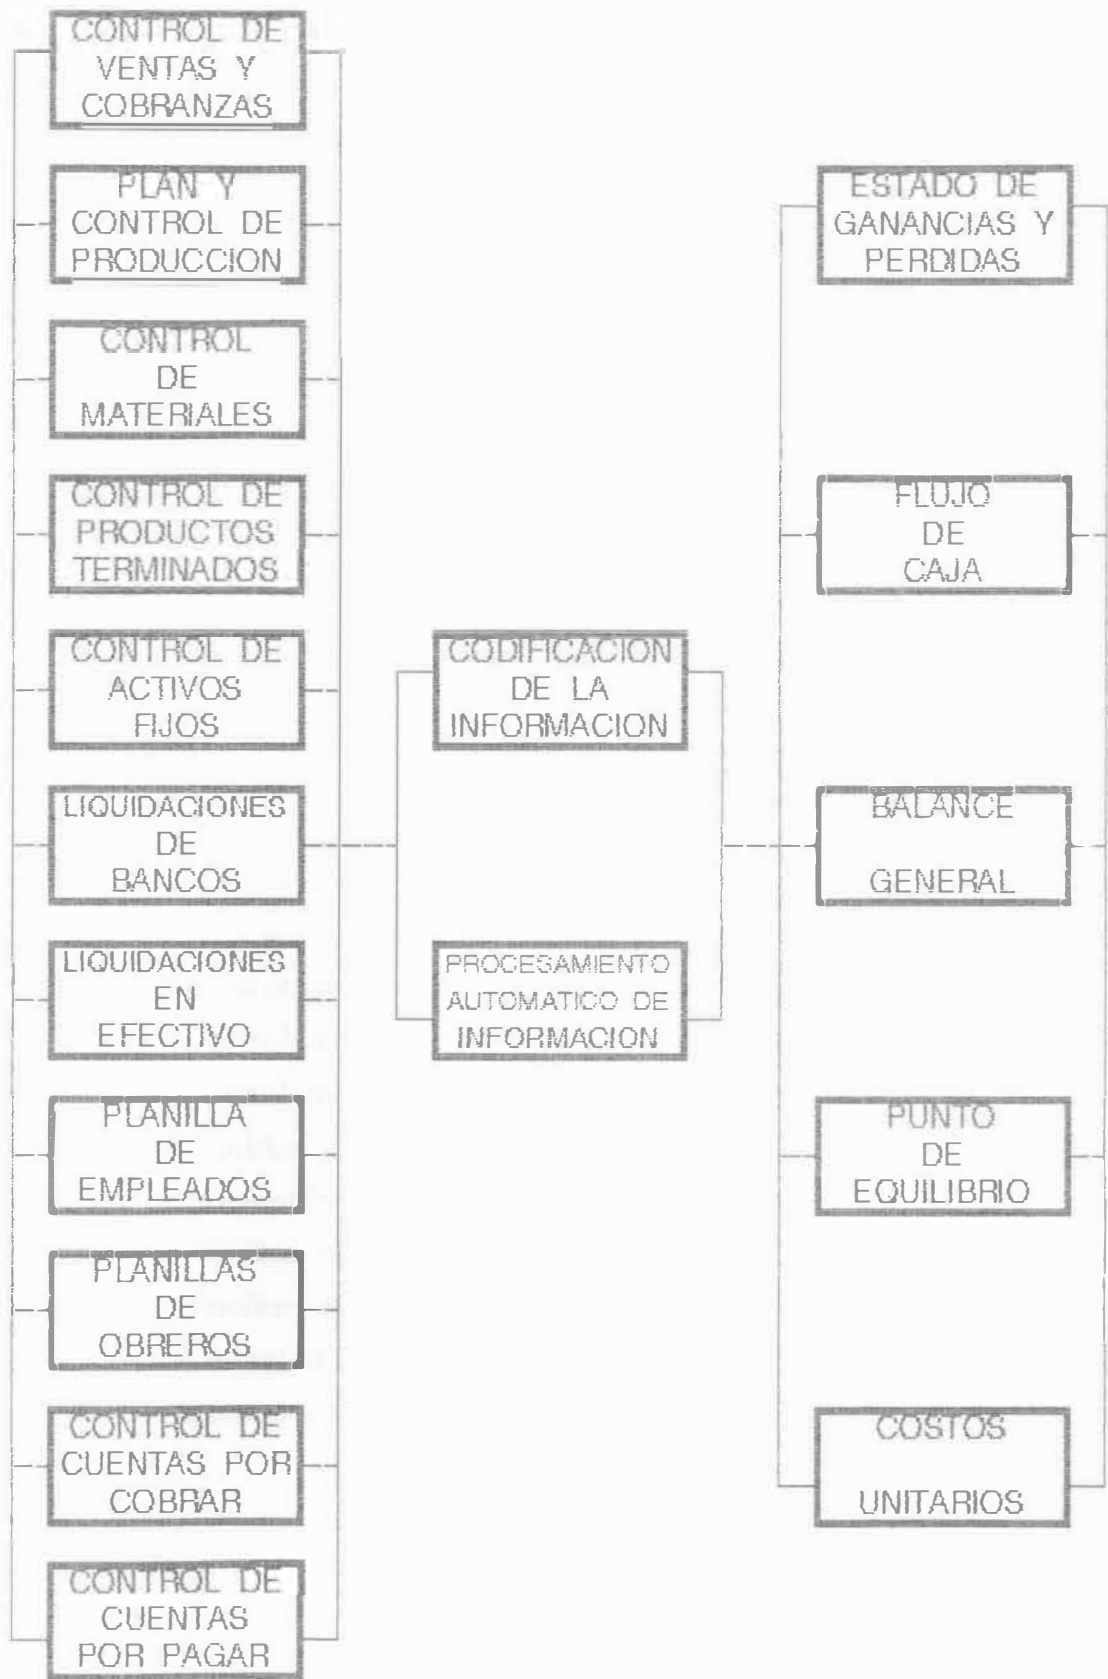 CONTROL DE
VENTAS Y
COBRANZAS
PLAN Y
CONTROL DE
PRODUCCION
CONTROL
DE
MATERIALES
CONTROL DE
PRODUCTOS
TERMINADOS
CONTROL DE
ACTIVOS
FIJOS
LIQUIDACIONES
DE
BANCOS
LIQUIDACIONES
EN
EFECTIVO
PLANILLA
DE
EMPLEADOS
PLANILLAS
DE
OBREROS
CONTROL DE
CUENTAS POR
COBRAR
CONTROL DE
CUENTAS
POR PAGAR
CODIFICACION
DE LA
INFORMACION
PROCESAMIENTO
AUTOMATICO DE
INFORMACION
ESTADO DE
GANANCIAS Y
PERDIDAS
FLUJO
DE
CAJA
BALANCE
GENERAL
PUNTO
DE
EQUILIBRIO
COSTOS
UNITARIOS